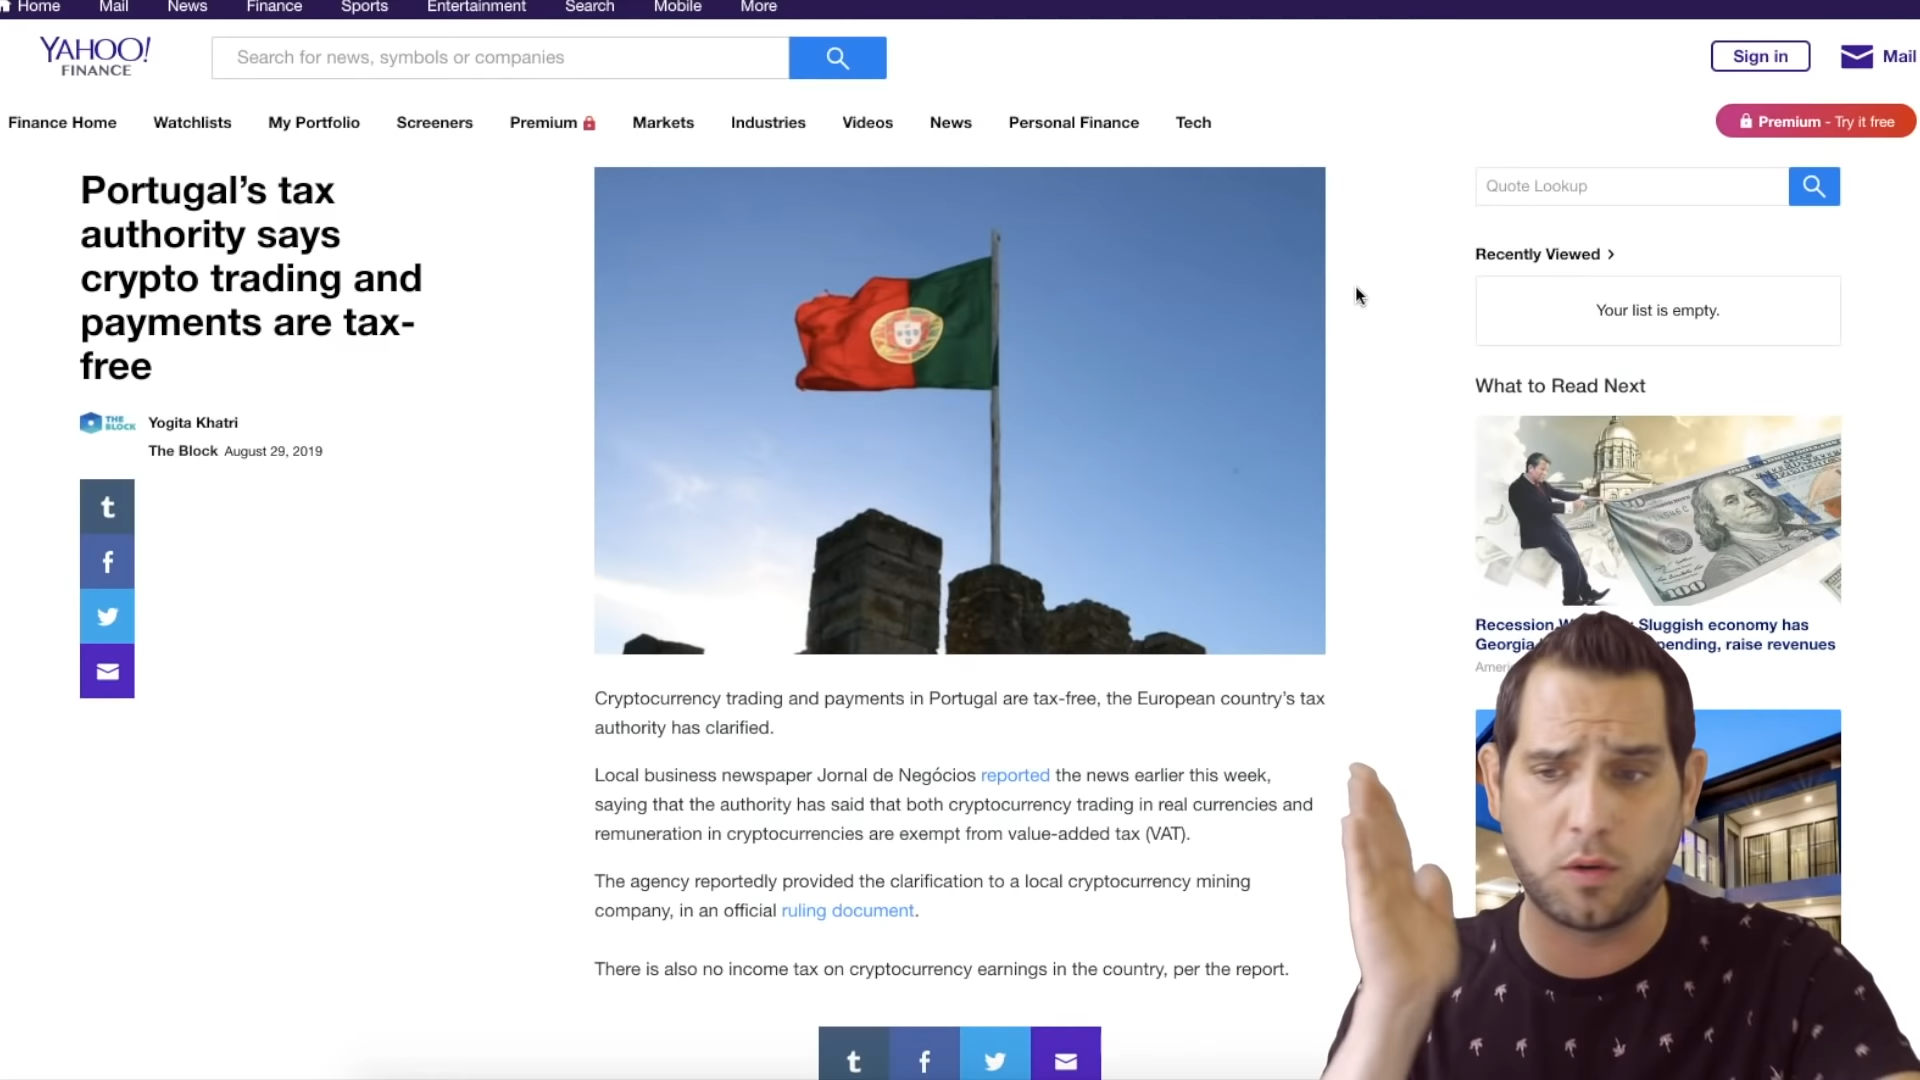 Home Mail News Finance Sports Entertainment Search Mobile More
YAHOO!
FINANCE
Search for news, symbols or companies
Sign in
Mail
Finance Home Watchlists My Portfolio Screeners Premium Markets Industries Videos News Personal Finance Tech
Premium - Try it free
Portugal’s tax
authority says
crypto trading and
payments are tax-
free
THE
BLOCK
Yogita Khatri
The Block August 29, 2019
t
f
Cryptocurrency trading and payments in Portugal are tax-free, the European country’s tax
authority has clarified.
Local business newspaper Jornal de Negócios reported the news earlier this week,
saying that the authority has said that both cryptocurrency trading in real currencies and
remuneration in cryptocurrencies are exempt from value-added tax (VAT).
The agency reportedly provided the clarification to a local cryptocurrency mining
company, in an official ruling document.
There is also no income tax on cryptocurrency earnings in the country, per the report.
t f
Quote Lookup
Recently Viewed >
Your list is empty.
What to Read Next
100
Recession Sluggish economy has
Georgia pending, raise revenues